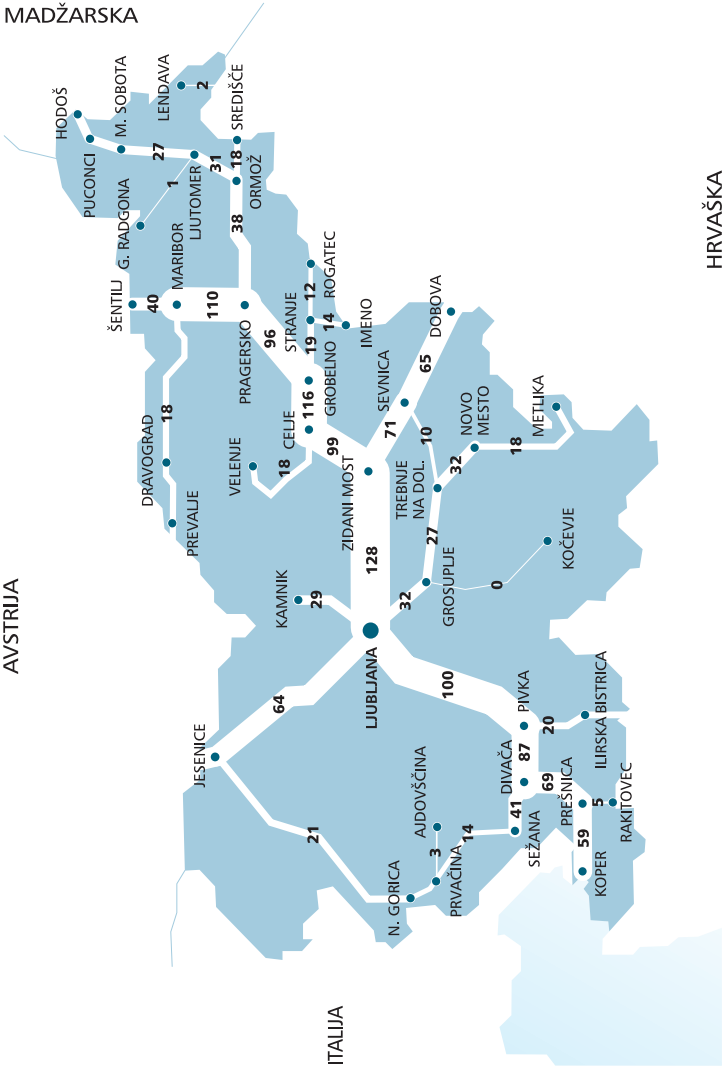 MADŽARSKA
HODOŠ
PUCONCI
M. SOBOTA
LENDAVA
2
27
SREDIŠČE
1
31
18
LJUTOMER
ORMOŽ
G. RADGONA
38
ŠENTILJ
40
MARIBOR
110
PRAGERSKO
96
STRANJE
12
ROGATEC
14
IMENO
19
GROBELNO
116
CELJE
99
DOBOVA
65
SEVNICA
71
10
NOVO
MESTO
32
18
METLIKA
DRAVOGRAD
18
PREVALJE
VELENJE
18
ZIDANI MOST
TREBNJE
NA DOL.
27
KOČEVJE
0
128
GROSUPLJE
32
AVSTRIJA
KAMNIK
29
LJUBLJANA
64
100
JESENICE
PIVKA
20
ILIRSKA BISTRICA
87
DIVAČA
69
PREŠNICA
5
RAKITOVEC
41
SEŽANA
59
KOPER
21
AJDOVŠČINA
3
14
PRVAČINA
N. GORICA
ITALIJA
HRVAŠKA